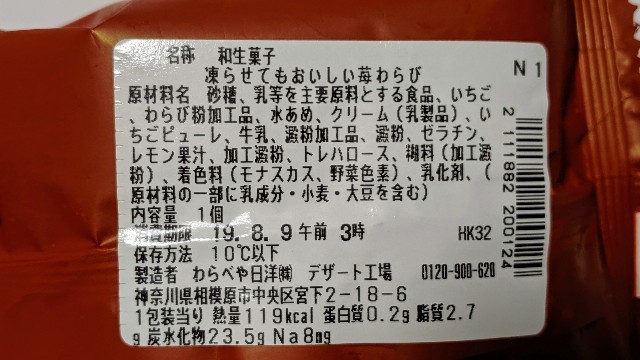 名称 和生菓子
凍らせてもおいしい苺わらび
N 1
原材料名 砂糖、乳等を主要原料とする食品、いちご
、わらび粉加工品、水あめ、クリーム（乳製品）、い
ちごピューレ、牛乳、澱粉加工品、澱粉、ゼラチン、
レモン果汁、加工澱粉、トレハロース、糊料（加工澱
粉）、着色料（モナスカス、野菜色素）、乳化剤、（
原材料の一部に乳成分・小麦・大豆を含む）
内容量 1個
消費期限 19. 8. 9 午前 3時 HK32
保存方法 10℃以下
製造者 わらべや日洋㈱ デザート工場 0120-900-620
神奈川県相模原市中央区宮下2-18-6
1包装当り 熱量119kcal 蛋白質0.2g 脂質2.7
g 炭水化物23.5g Na8mg
2 111882 200124